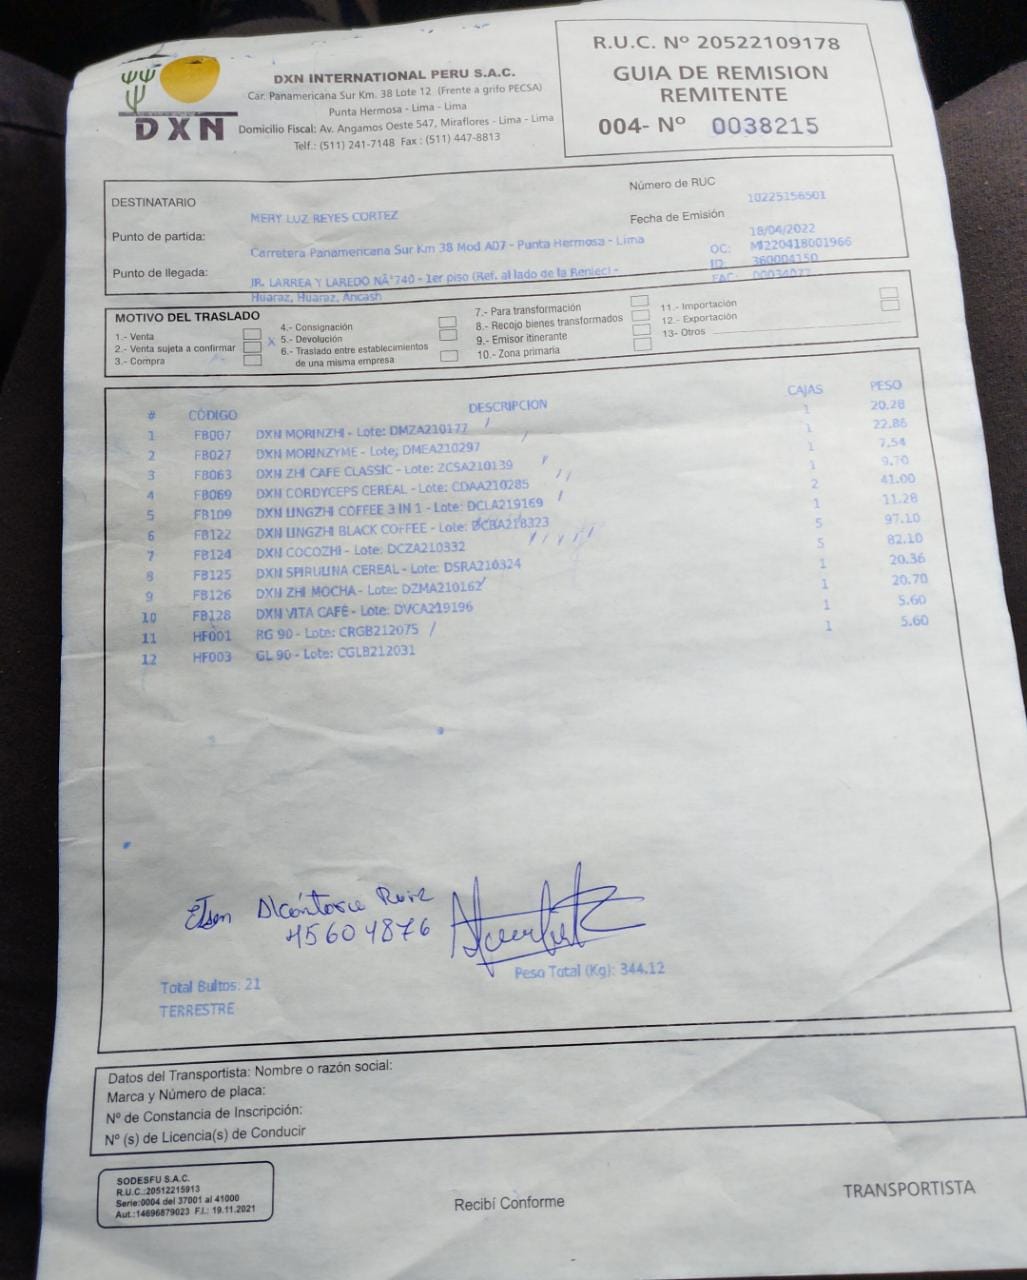 DXN
DXN INTERNATIONAL PERU S.A.C.
Car. Panamericana Sur Km. 38 Lote 12 (Frente a grifo PECSA)
Punta Hermosa - Lima - Lima
Domicilio Fiscal: Av. Angamos Oeste 547, Miraflores - Lima - Lima
Telf.: (511) 241-7148 Fax : (511) 447-8813
R.U.C. Nº 20522109178
GUIA DE REMISION
REMITENTE
004- Nº 0038215
DESTINATARIO MERY LUZ REYES CORTEZ Número de RUC 10225156501
Punto de partida: Carretera Panamericana Sur Km 38 Mod A07 - Punta Hermosa - Lima Fecha de Emisión 18/04/2022
OC: MI220418001966
Punto de llegada: JR. LARREA Y LAREDO NÂ°740 - 1er piso (Ref. al lado de la Reniec) - ID: 360004150
Huaraz, Huaraz, Ancash FAC:
MOTIVO DEL TRASLADO
1.- Venta
2.- Venta sujeta a confirmar X
3.- Compra
4.- Consignación
5.- Devolución
6.- Traslado entre establecimientos
de una misma empresa
7.- Para transformación
8.- Recojo bienes transformados
9.- Emisor itinerante
10.- Zona primaria
11.- Importación
12.- Exportación
13- Otros
# CÓDIGO DESCRIPCION CAJAS PESO
1 FB007 DXN MORINZHI - Lote: DMZA210177 1 20.28
2 FB027 DXN MORINZYME - Lote: DMEA210297 1 22.86
3 FB063 DXN ZHI CAFE CLASSIC - Lote: ZCSA210139 1 7.54
4 FB069 DXN CORDYCEPS CEREAL - Lote: CDAA210285 1 9.70
5 FB109 DXN LINGZHI COFFEE 3 IN 1 - Lote: DCLA219169 2 41.00
6 FB122 DXN LINGZHI BLACK COFFEE - Lote: DCBA218323 1 11.28
7 FB124 DXN COCOZHI - Lote: DCZA210332 5 97.10
8 FB125 DXN SPIRULINA CEREAL - Lote: DSRA210324 5 82.10
9 FB126 DXN ZHI MOCHA - Lote: DZMA210162 1 20.36
10 FB128 DXN VITA CAFÉ - Lote: DVCA219196 1 20.70
11 HF001 RG 90 - Lote: CRGB212075 1 5.60
12 HF003 GL 90 - Lote: CGLB212031 1 5.60
Alcántara Ruiz
45604876
Total Bultos: 21 Peso Total (Kg): 344.12
TERRESTRE
Datos del Transportista: Nombre o razón social:
Marca y Número de placa:
Nº de Constancia de Inscripción:
Nº (s) de Licencia(s) de Conducir
SODESFU S.A.C.
R.U.C.:20512215913
Serie:0004 del 37001 al 41000
Aut.:14696879023 F.I.: 19.11.2021
Recibí Conforme
TRANSPORTISTA